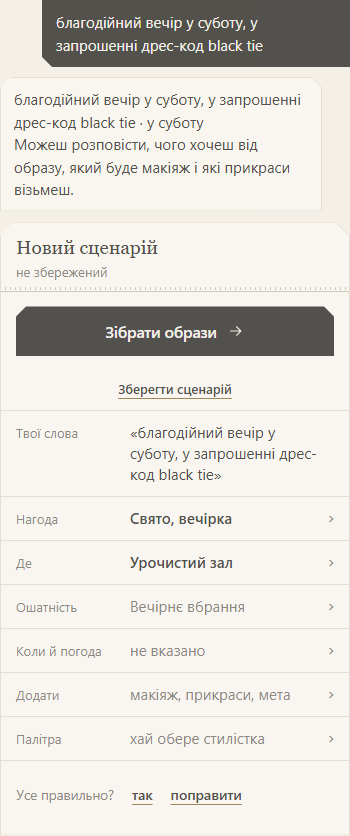 благодійний вечір у суботу, у
запрошенні дрес-код black tie
благодійний вечір у суботу, у запрошенні
дрес-код black tie · у суботу
Можеш розповісти, чого хочеш від
образу, який буде макіяж і які прикраси
візьмеш.
Новий сценарій
не збережений
Зібрати образи →
Зберегти сценарій
Твої слова «благодійний вечір у
суботу, у запрошенні дрес-
код black tie»
Нагода Свято, вечірка ›
Де Урочистий зал ›
Ошатність Вечірнє вбрання ›
Коли й погода не вказано ›
Додати макіяж, прикраси, мета ›
Палітра хай обере стилістка ›
Усе правильно? так поправити